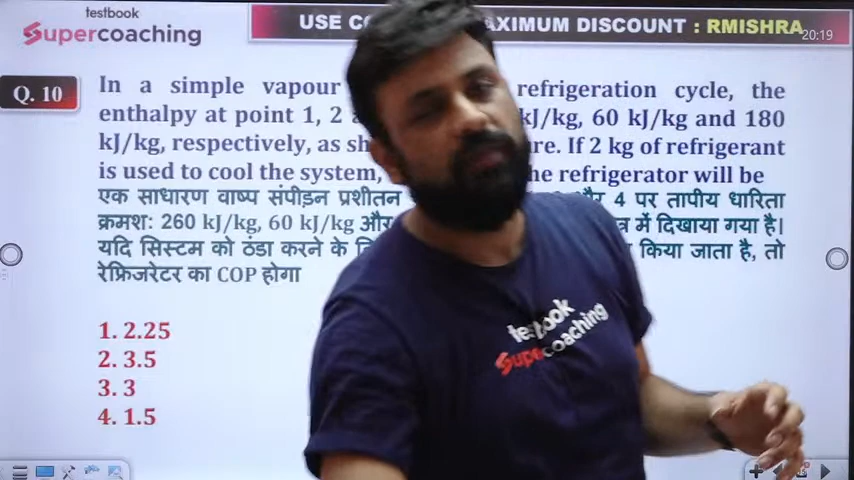 testbook
Supercoaching
USE CO AXIMUM DISCOUNT : RMISHRA
20:19
Q. 10
In a simple vapour refrigeration cycle, the
enthalpy at point 1, 2 kJ/kg, 60 kJ/kg and 180
kJ/kg, respectively, as sh re. If 2 kg of refrigerant
is used to cool the system, he refrigerator will be
एक साधारण वाष्प संपीड़न प्रशीतन और 4 पर तापीय धारिता
क्रमश: 260 kJ/kg, 60 kJ/kg और त्र में दिखाया गया है।
यदि सिस्टम को ठंडा करने के किया जाता है, तो
रेफ्रिजरेटर का COP होगा
1. 2.25
2. 3.5
3. 3
4. 1.5
testbook
Supercoaching